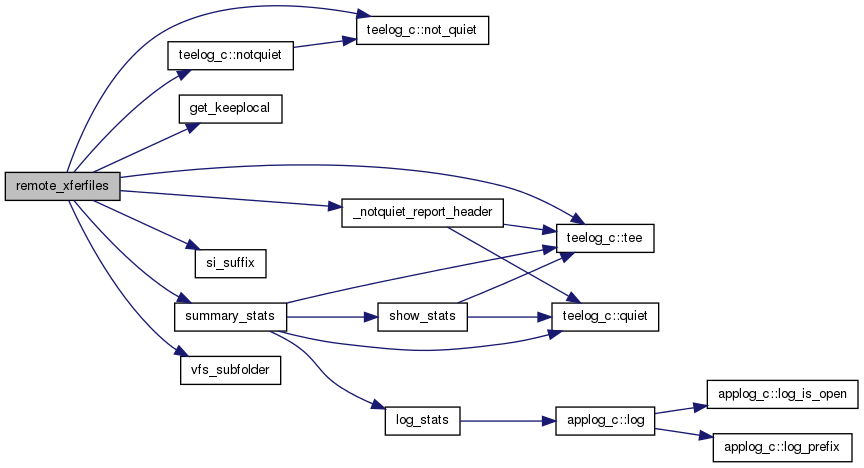 teelog_c::not_quiet
teelog_c::notquiet
get_keeplocal
remote_xferfiles
_notquiet_report_header
teelog_c::tee
si_suffix
summary_stats
show_stats
teelog_c::quiet
vfs_subfolder
applog_c::log_is_open
log_stats
applog_c::log
applog_c::log_prefix